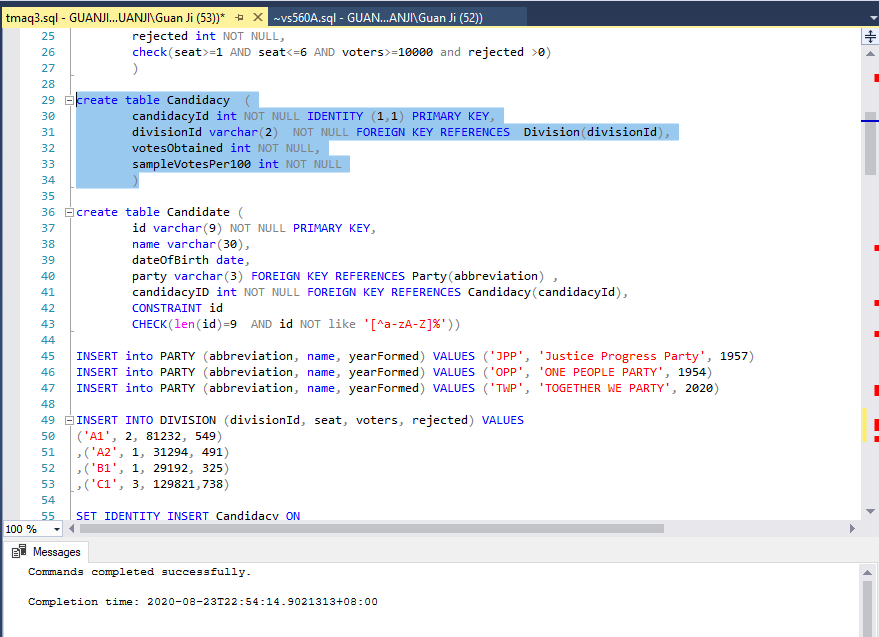 tmaq3.sql - GUANJI...UANJI\Guan Ji (53))* ~vs560A.sql - GUAN...ANJI\Guan Ji (52))
25 rejected int NOT NULL,
26 check(seat>=1 AND seat<=6 AND voters>=10000 and rejected >0)
27 )
28
29 create table Candidacy (
30 candidacyId int NOT NULL IDENTITY (1,1) PRIMARY KEY,
31 divisionId varchar(2) NOT NULL FOREIGN KEY REFERENCES Division(divisionId),
32 votesObtained int NOT NULL,
33 sampleVotesPer100 int NOT NULL
34 )
35
36 create table Candidate (
37 id varchar(9) NOT NULL PRIMARY KEY,
38 name varchar(30),
39 dateOfBirth date,
40 party varchar(3) FOREIGN KEY REFERENCES Party(abbreviation) ,
41 candidacyID int NOT NULL FOREIGN KEY REFERENCES Candidacy(candidacyId),
42 CONSTRAINT id
43 CHECK(len(id)=9 AND id NOT like '[^a-zA-Z]%'))
44
45 INSERT into PARTY (abbreviation, name, yearFormed) VALUES ('JPP', 'Justice Progress Party', 1957)
46 INSERT into PARTY (abbreviation, name, yearFormed) VALUES ('OPP', 'ONE PEOPLE PARTY', 1954)
47 INSERT into PARTY (abbreviation, name, yearFormed) VALUES ('TWP', 'TOGETHER WE PARTY', 2020)
48
49 INSERT INTO DIVISION (divisionId, seat, voters, rejected) VALUES
50 ('A1', 2, 81232, 549)
51 ,('A2', 1, 31294, 491)
52 ,('B1', 1, 29192, 325)
53 ,('C1', 3, 129821,738)
54
55 SET IDENTITY INSERT Candidacy ON
100 %
Messages
Commands completed successfully.
Completion time: 2020-08-23T22:54:14.9021313+08:00